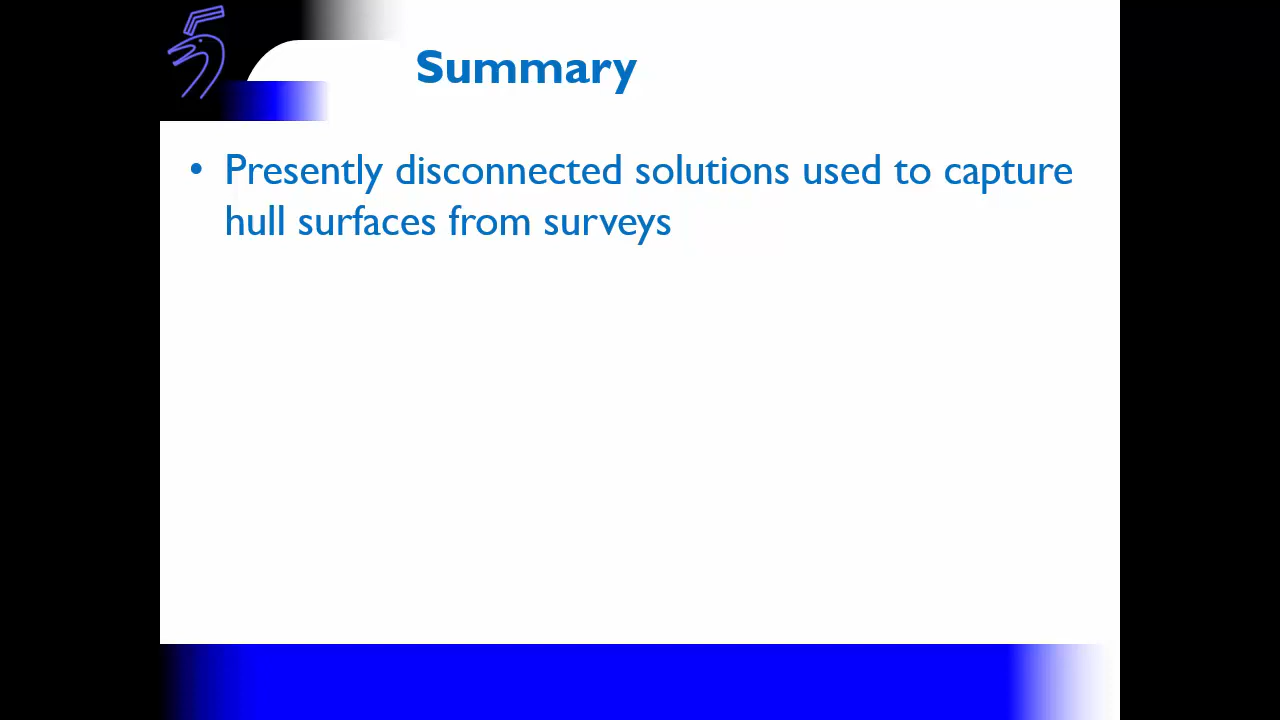 Summary
• Presently disconnected solutions used to capture
hull surfaces from surveys